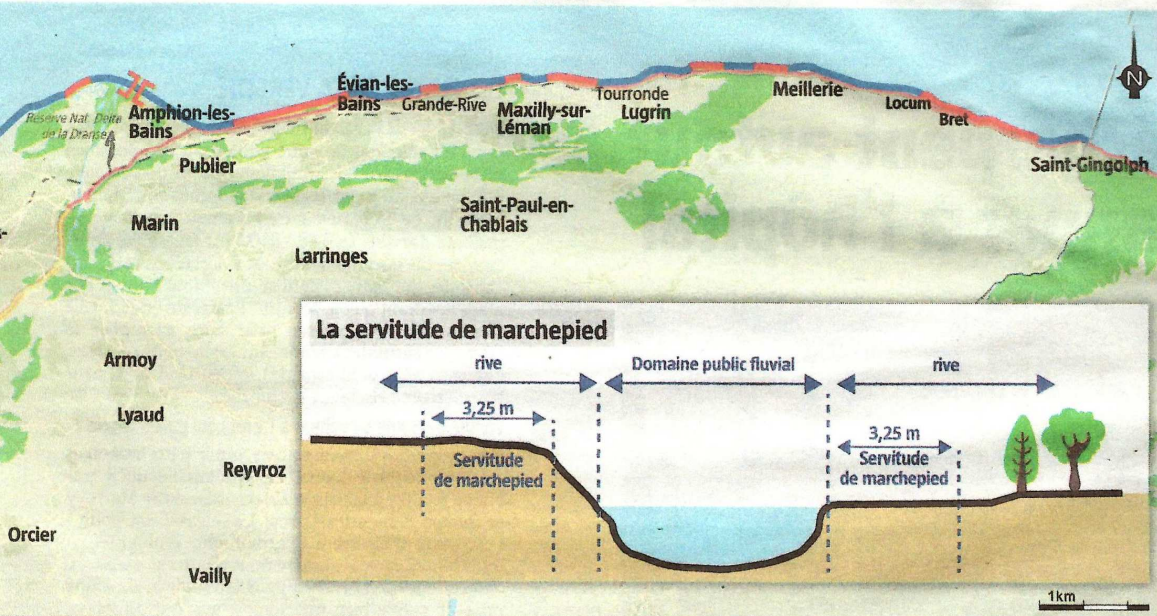 N
Évian-les-
Bains
Grande-Rive
Amphion-les-
Bains
Réserve Nat. Delta
de la Dranse
Maxilly-sur-
Léman
Tourronde
Lugrin
Meillerie
Locum
Bret
Saint-Gingolph
Publier
Marin
Saint-Paul-en-
Chablais
Larringes
Armoy
Lyaud
Reyvroz
Orcier
Vailly
La servitude de marchepied
rive
Domaine public fluvial
rive
3,25 m
Servitude
de marchepied
3,25 m
Servitude
de marchepied
1km